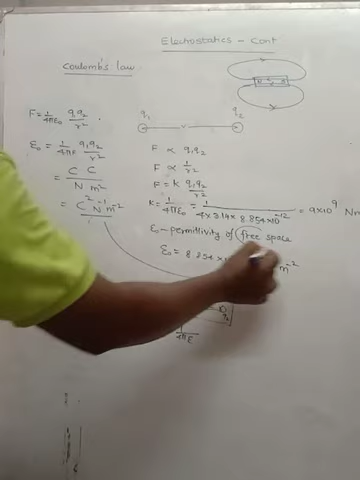 Electrostatics - Cont
Coulomb's law
F = 1/4πε₀ q₁q₂/r²
q₁ q₂
r
ε₀ = 1/4πF q₁q₂/r²
F ∝ q₁q₂
F ∝ 1/r²
= C C / N m²
F = K q₁q₂/r²
= C² N⁻¹ m⁻²
K = 1/4πε₀ = 1/4×3.14×8.854×10⁻¹² = 9×10⁹ Nm
ε₀ - permittivity of free space
ε₀ = 8.854×1 m⁻²
q₂
4πε